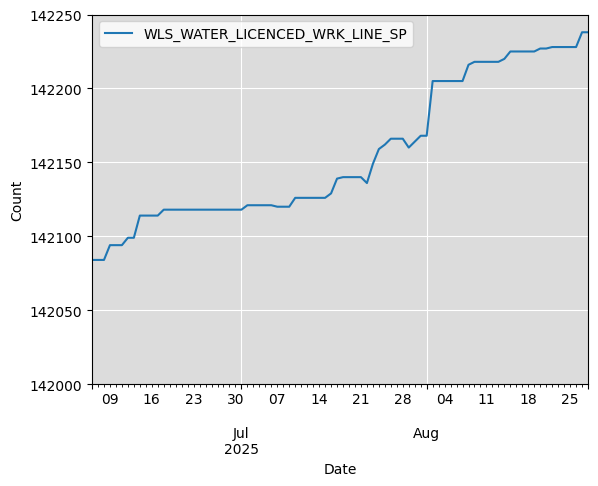 WLS_WATER_LICENCED_WRK_LINE_SP
142250
142200
142150
142100
142050
142000
Count
09 16 23 30 07 14 21 28 04 11 18 25
Jul Aug
2025
Date